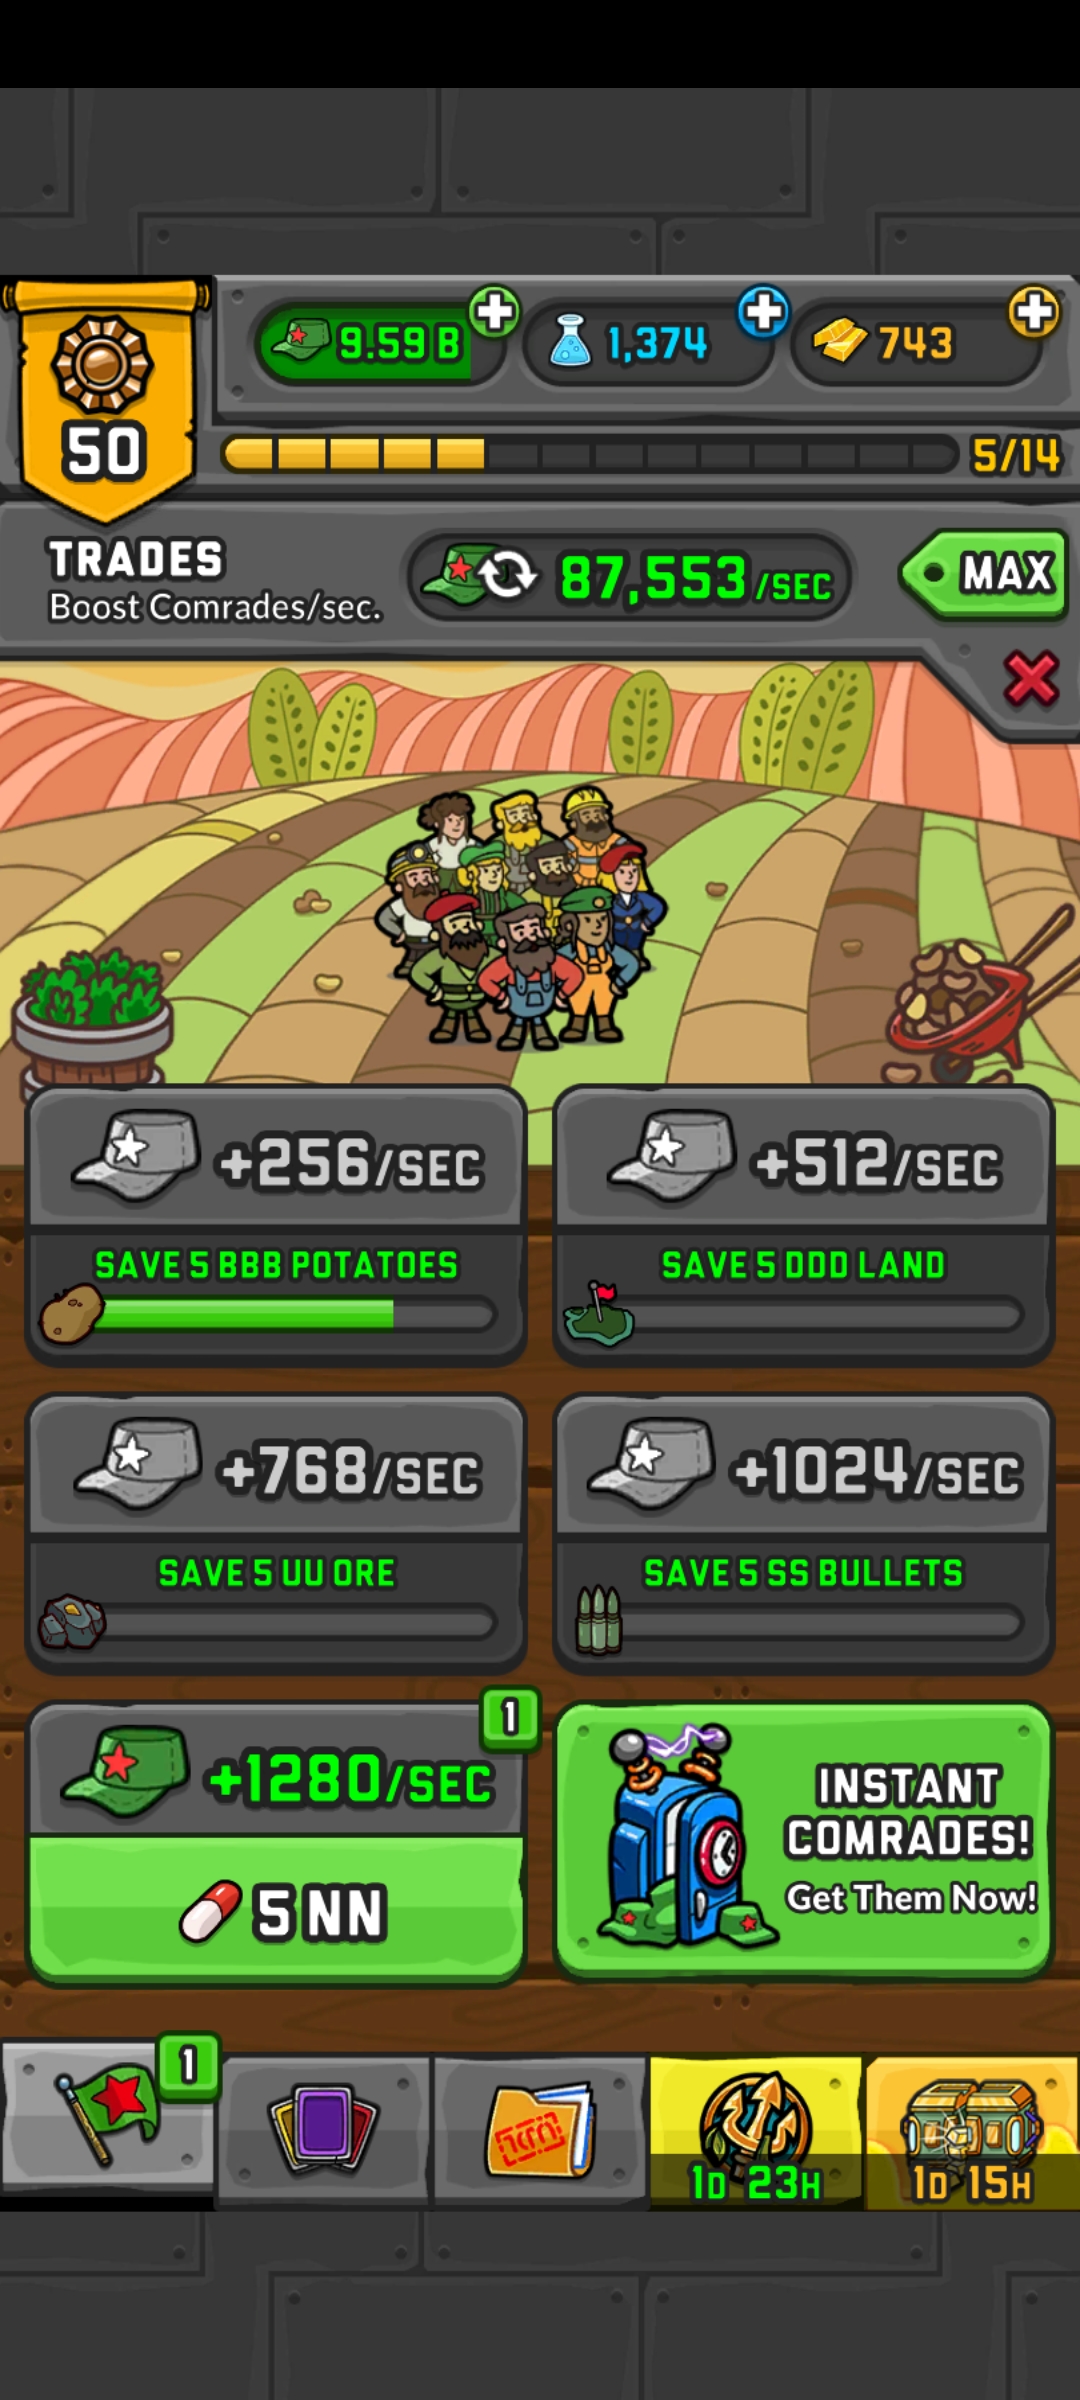 9.59 B
1,374
743
50
5/14
TRADES
Boost Comrades/sec.
87,553/SEC
MAX
+256/SEC
+512/SEC
SAVE 5 BBB POTATOES
SAVE 5 DDD LAND
+768/SEC
+1024/SEC
SAVE 5 UU ORE
SAVE 5 SS BULLETS
1
+1280/SEC
5 NN
INSTANT
COMRADES!
Get Them Now!
1
1D 23H
1D 15H